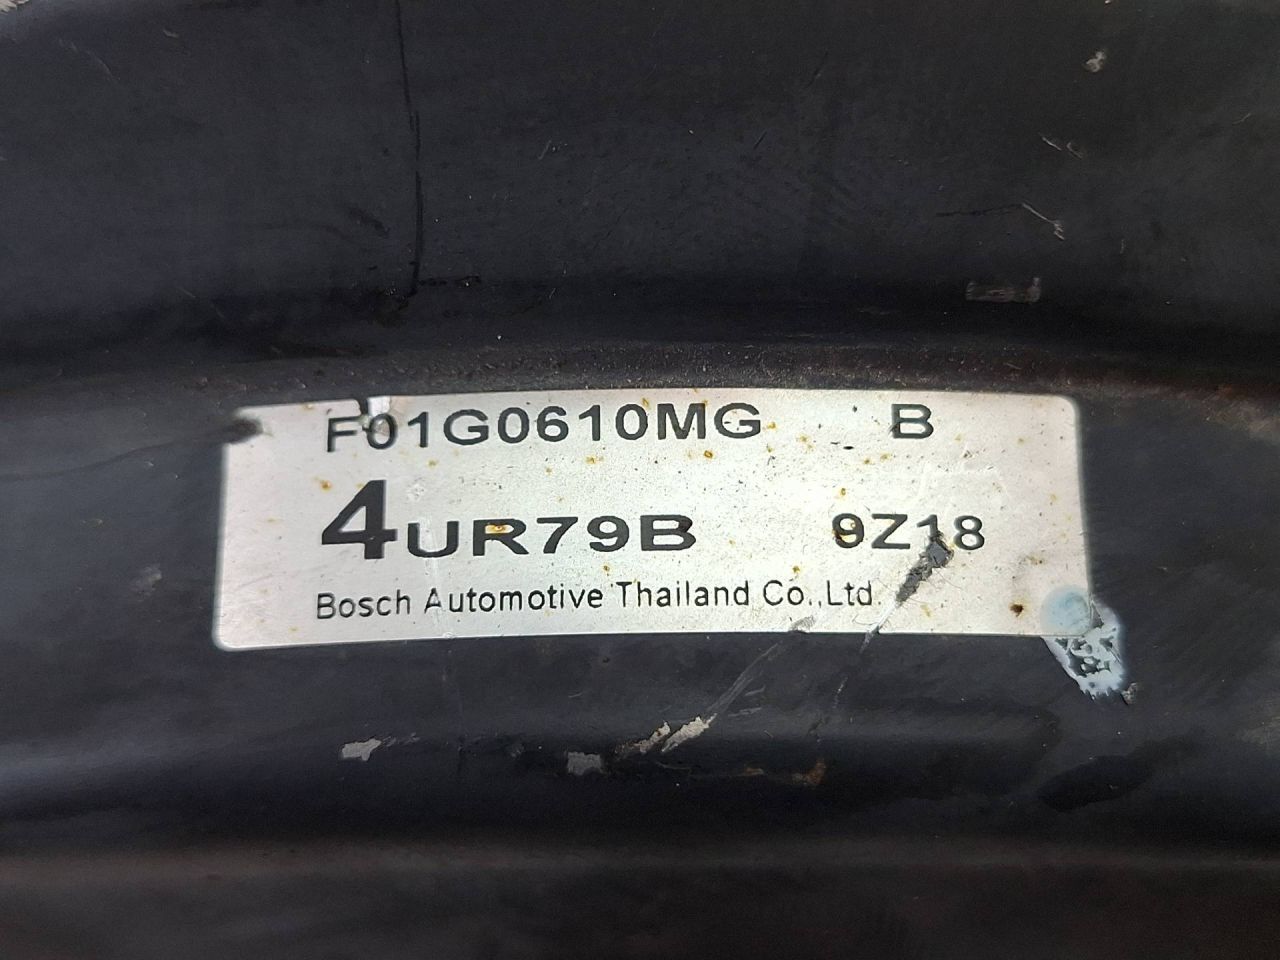 F01G0610MG B
4UR79B 9Z18
Bosch Automotive Thailand Co.,Ltd.